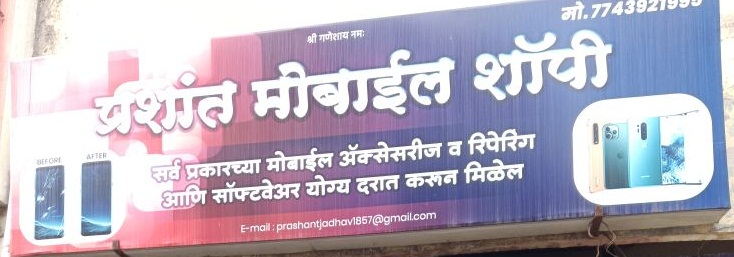 श्री गणेशाय नमः
मो.7743921995
प्रशांत मोबाईल शॉपी
BEFORE AFTER
सर्व प्रकारच्या मोबाईल ॲक्सेसरीज व रिपेरिंग
आणि सॉफ्टवेअर योग्य दरात करून मिळेल
E-mail : prashantjadhav1857@gmail.com